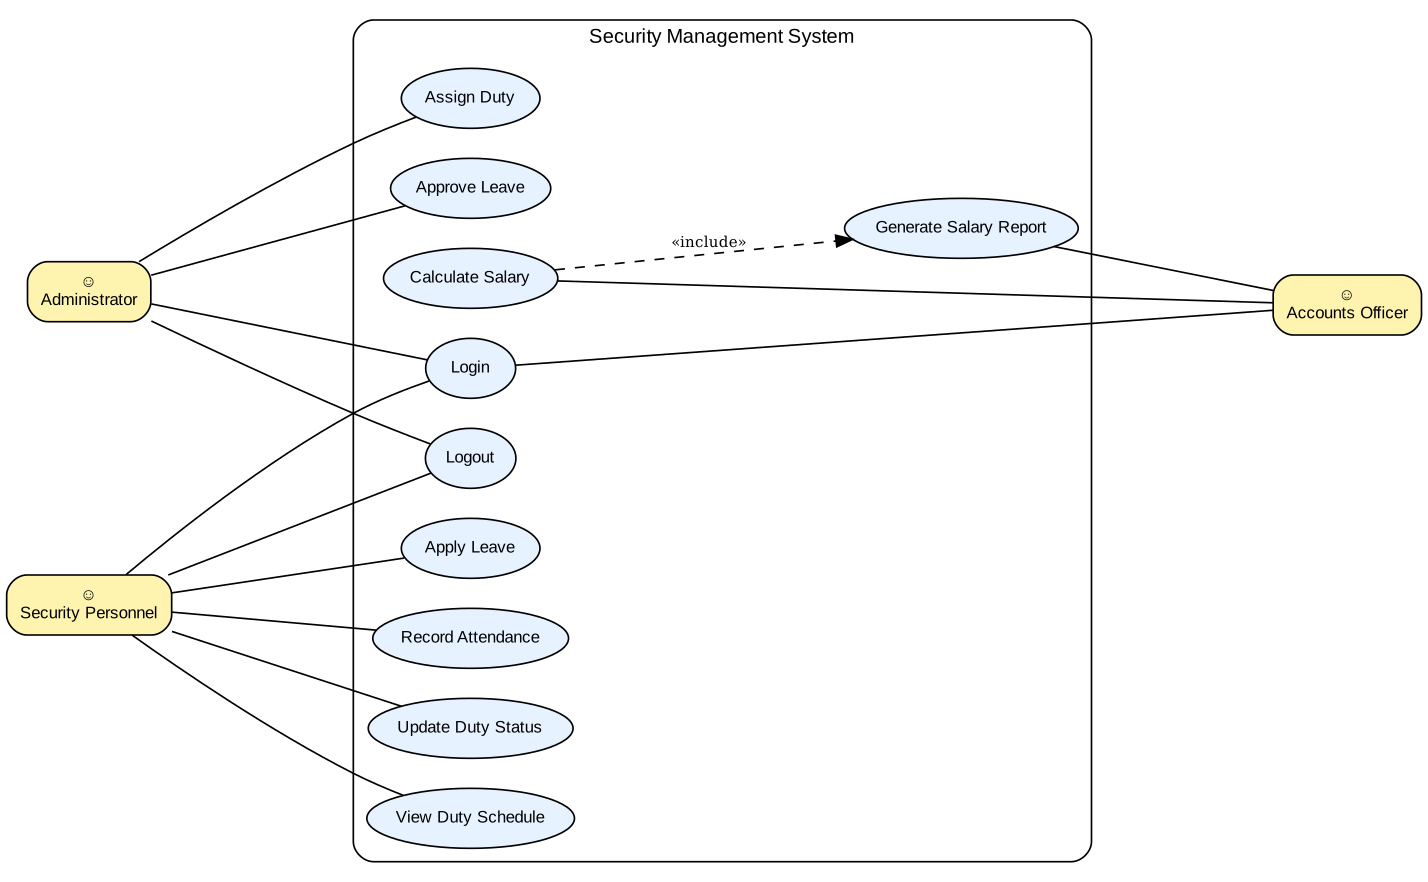 Security Management System
Assign Duty
Approve Leave
Generate Salary Report
«include»
Calculate Salary
☺
Administrator
☺
Accounts Officer
Login
Logout
Apply Leave
☺
Security Personnel
Record Attendance
Update Duty Status
View Duty Schedule